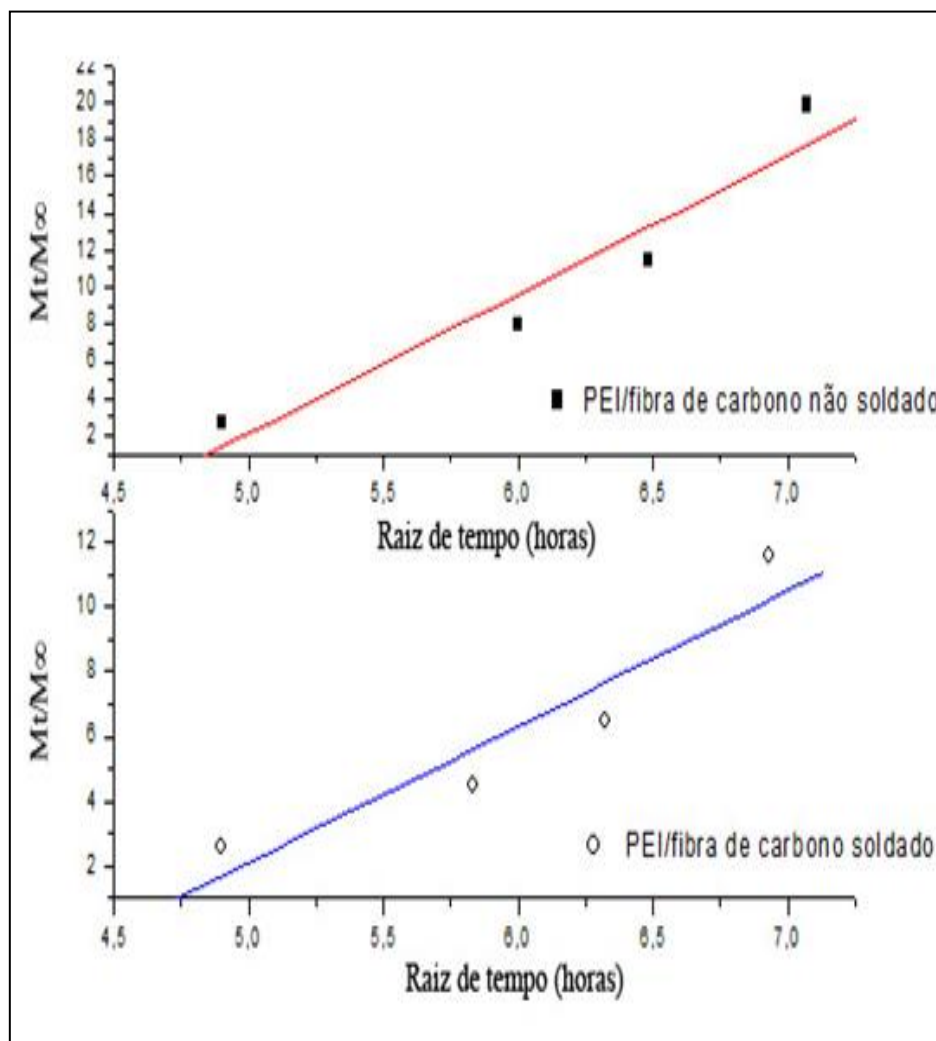 22
20
18
16
14
12
10
8
6
4
2
Mt/M∞
PEI/fibra de carbono não soldado
4,5 5,0 5,5 6,0 6,5 7,0
Raiz de tempo (horas)
12
10
8
6
4
2
Mt/M∞
PEI/fibra de carbono soldado
4,5 5,0 5,5 6,0 6,5 7,0
Raiz de tempo (horas)